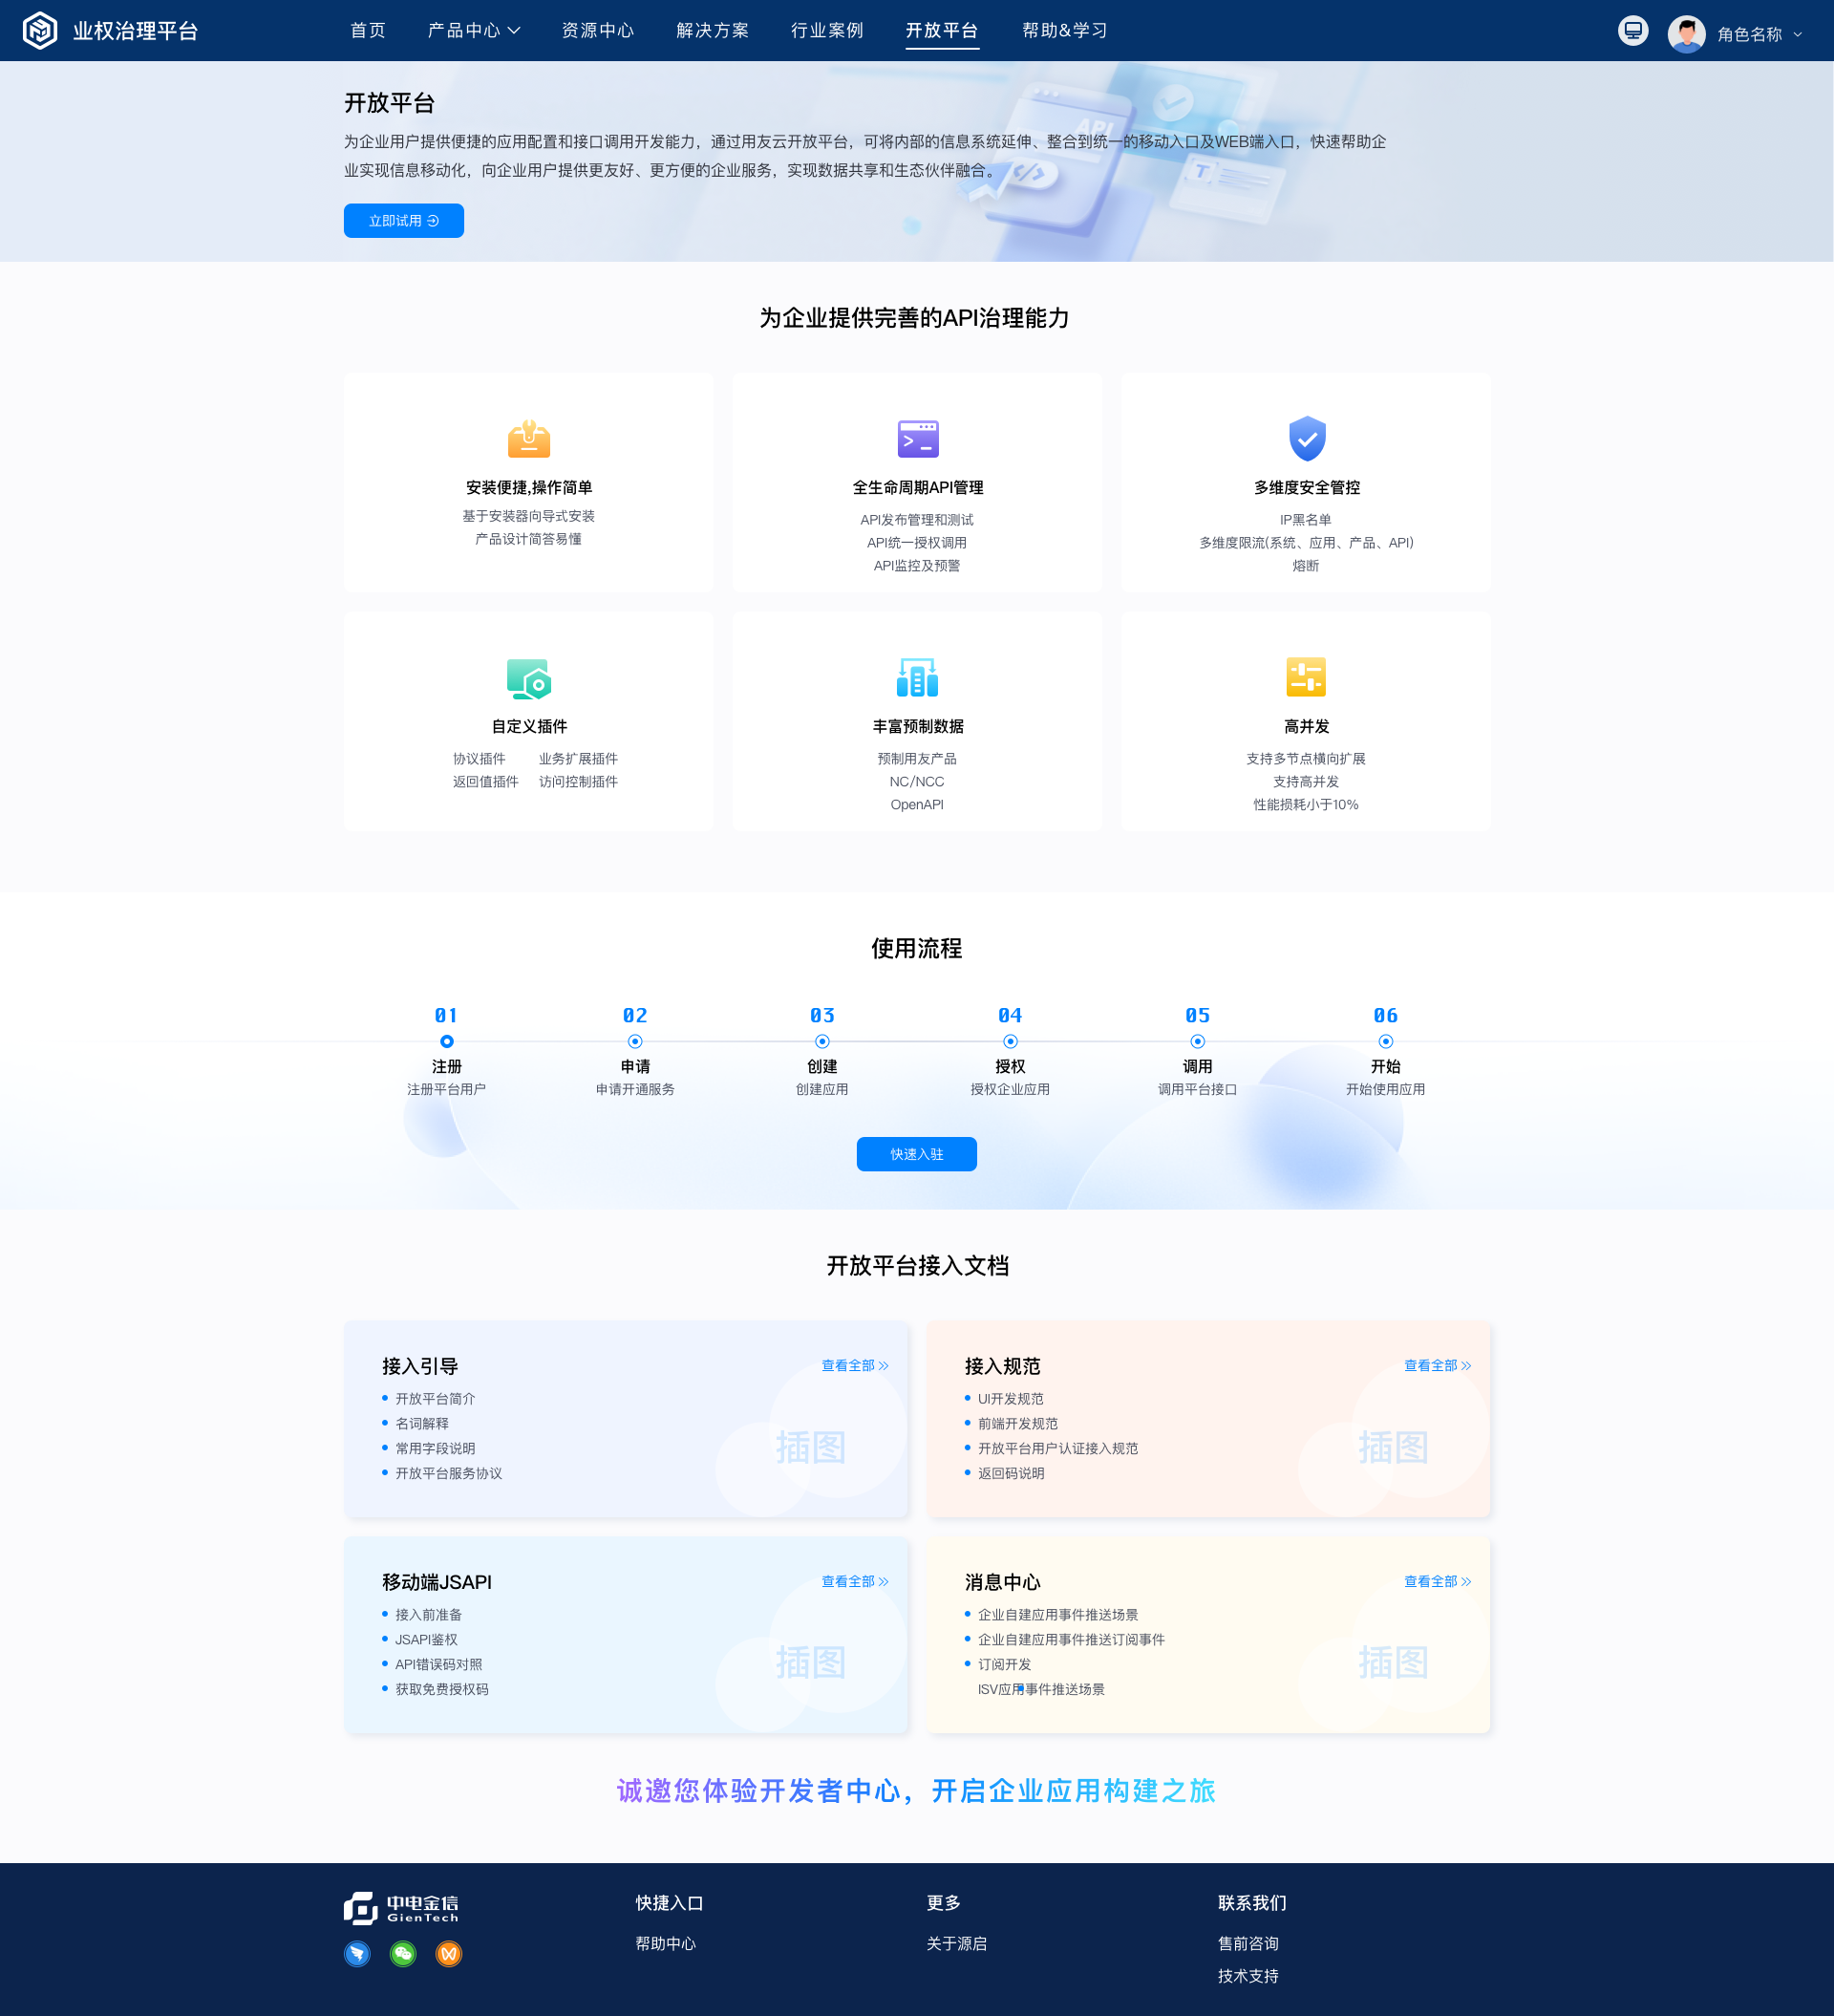 业权治理平台
首页 产品中心 资源中心 解决方案 行业案例 开放平台 帮助&学习
角色名称
开放平台
为企业用户提供便捷的应用配置和接口调用开发能力，通过用友云开放平台，可将内部的信息系统延伸、整合到统一的移动入口及WEB端入口，快速帮助企
业实现信息移动化，向企业用户提供更友好、更方便的企业服务，实现数据共享和生态伙伴融合。
API
</>
T
立即试用
为企业提供完善的API治理能力
安装便捷,操作简单
基于安装器向导式安装
产品设计简答易懂
全生命周期API管理
API发布管理和测试
API统一授权调用
API监控及预警
多维度安全管控
IP黑名单
多维度限流(系统、应用、产品、API)
熔断
自定义插件
协议插件 业务扩展插件
返回值插件 访问控制插件
丰富预制数据
预制用友产品
NC/NCC
OpenAPI
高并发
支持多节点横向扩展
支持高并发
性能损耗小于10%
使用流程
01 02 03 04 05 06
注册 申请 创建 授权 调用 开始
注册平台用户 申请开通服务 创建应用 授权企业应用 调用平台接口 开始使用应用
快速入驻
开放平台接入文档
接入引导
查看全部
开放平台简介
名词解释
常用字段说明
开放平台服务协议
插图
接入规范
查看全部
UI开发规范
前端开发规范
开放平台用户认证接入规范
返回码说明
插图
移动端JSAPI
查看全部
接入前准备
JSAPI鉴权
API错误码对照
获取免费授权码
插图
消息中心
查看全部
企业自建应用事件推送场景
企业自建应用事件推送订阅事件
订阅开发
ISV应用事件推送场景
插图
诚邀您体验开发者中心，开启企业应用构建之旅
中电金信
GienTech
快捷入口
帮助中心
更多
关于源启
联系我们
售前咨询
技术支持